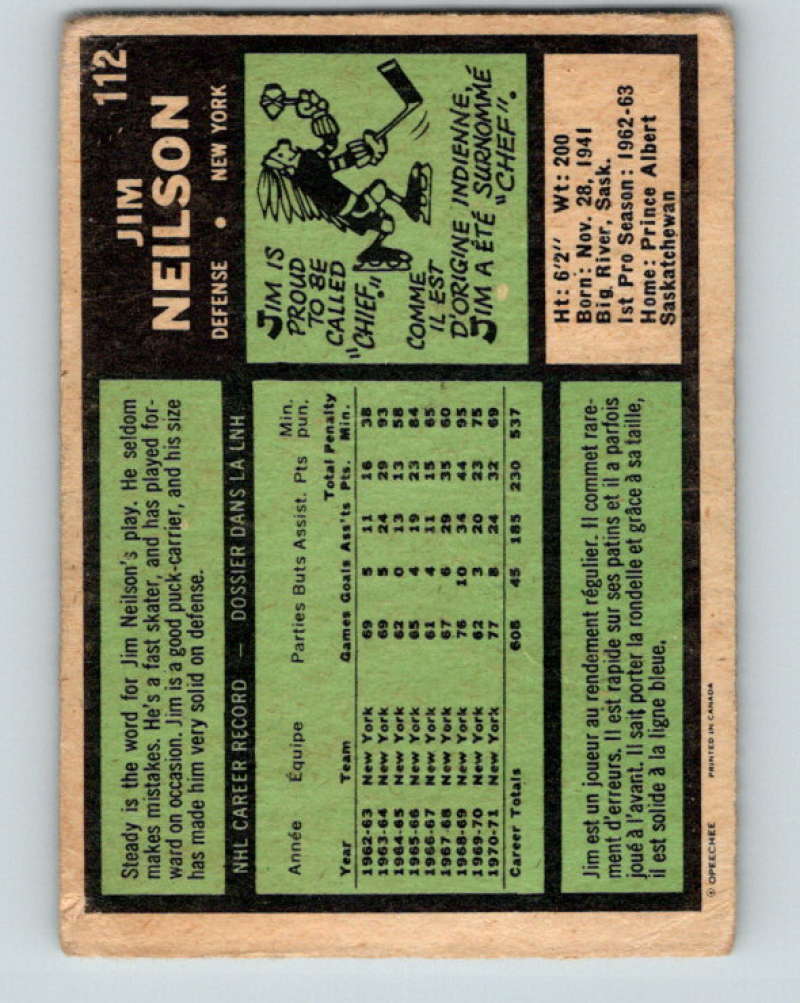 112
JIM
NEILSON
DEFENSE • NEW YORK
Steady is the word for Jim Neilson's play. He seldom
makes mistakes. He's a fast skater, and has played for-
ward on occasion. Jim is a good puck-carrier, and his size
has made him very solid on defense.
JIM IS
PROUD
TO BE
CALLED
"CHIEF."
COMME
IL EST
D'ORIGINE INDIENNE,
JIM A ÉTÉ SURNOMMÉ
"CHEF".
NHL CAREER RECORD — DOSSIER DANS LA LNH
Année Équipe Parties Buts Assist. Pts Min. pun.
Year Team Games Goals Ass'ts Total Pts. Penalty Min.
1962-63 New York 69 5 11 16 38
1963-64 New York 69 5 24 29 93
1964-65 New York 62 0 13 13 58
1965-66 New York 65 4 19 23 84
1966-67 New York 61 4 11 15 65
1967-68 New York 67 6 29 35 60
1968-69 New York 76 10 34 44 95
1969-70 New York 62 3 20 23 75
1970-71 New York 77 8 24 32 69
Career Totals 608 45 185 230 537
Ht: 6'2" Wt: 200
Born: Nov. 28, 1941
Big River, Sask.
1st Pro Season: 1962-63
Home: Prince Albert
Saskatchewan
Jim est un joueur au rendement régulier. Il commet rare-
ment d'erreurs. Il est rapide sur ses patins et il a parfois
joué à l'avant. Il sait porter la rondelle et grâce à sa taille,
il est solide à la ligne bleue.
© OPEECHEE PRINTED IN CANADA